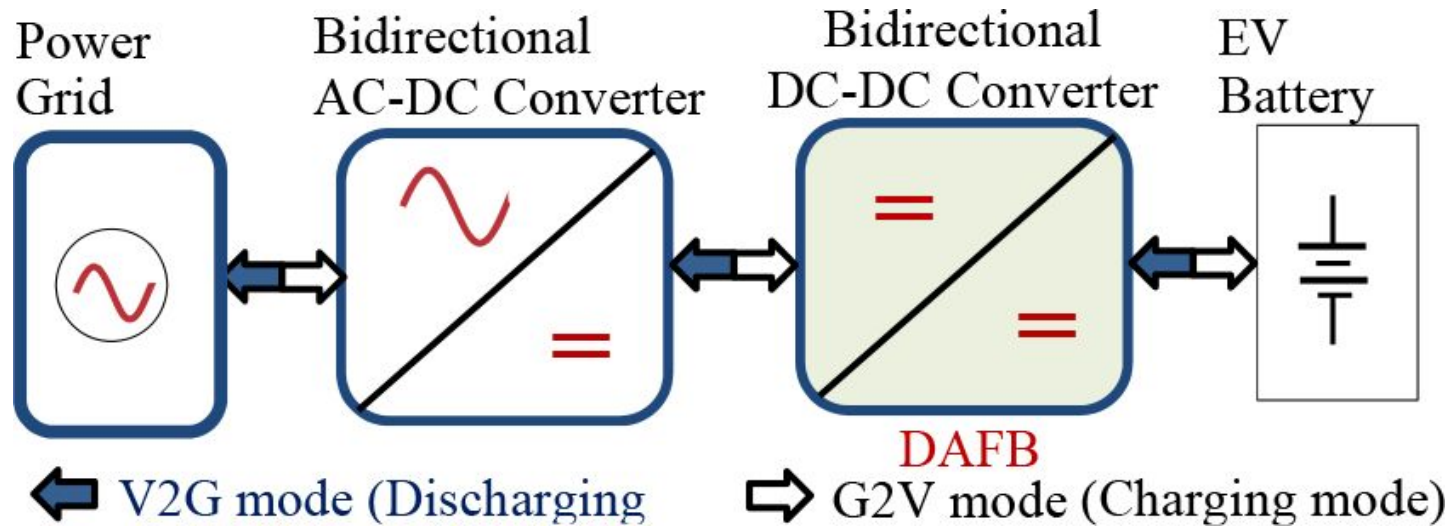 Power
Grid
Bidirectional
AC-DC Converter
Bidirectional
DC-DC Converter
EV
Battery
DAFB
V2G mode (Discharging
G2V mode (Charging mode)